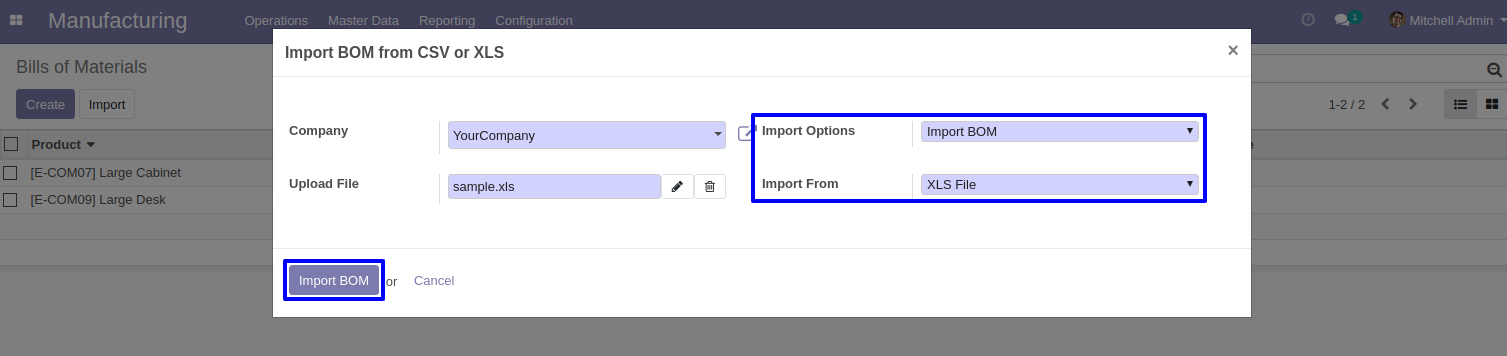 Manufacturing Operations Master Data Reporting Configuration 1 Mitchell Admin
Import BOM from CSV or XLS ×
Bills of Materials
Create Import 1-2 / 2
Company YourCompany Import Options Import BOM
Product
[E-COM07] Large Cabinet
Upload File sample.xls Import From XLS File
[E-COM09] Large Desk
Import BOM or Cancel